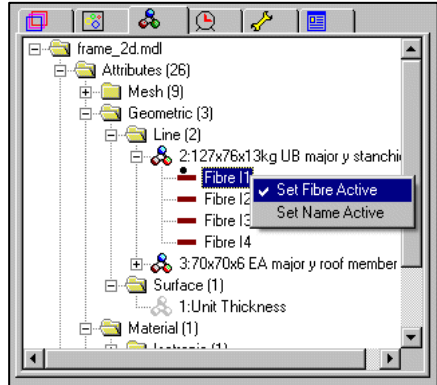 frame_2d.mdl
Attributes (26)
Mesh (9)
Geometric (3)
Line (2)
2:127x76x13kg UB major y stanchi
Fibre I1
Set Fibre Active
Fibre I2
Set Name Active
Fibre I3
Fibre I4
3:70x70x6 EA major y roof member
Surface (1)
1:Unit Thickness
Material (1)